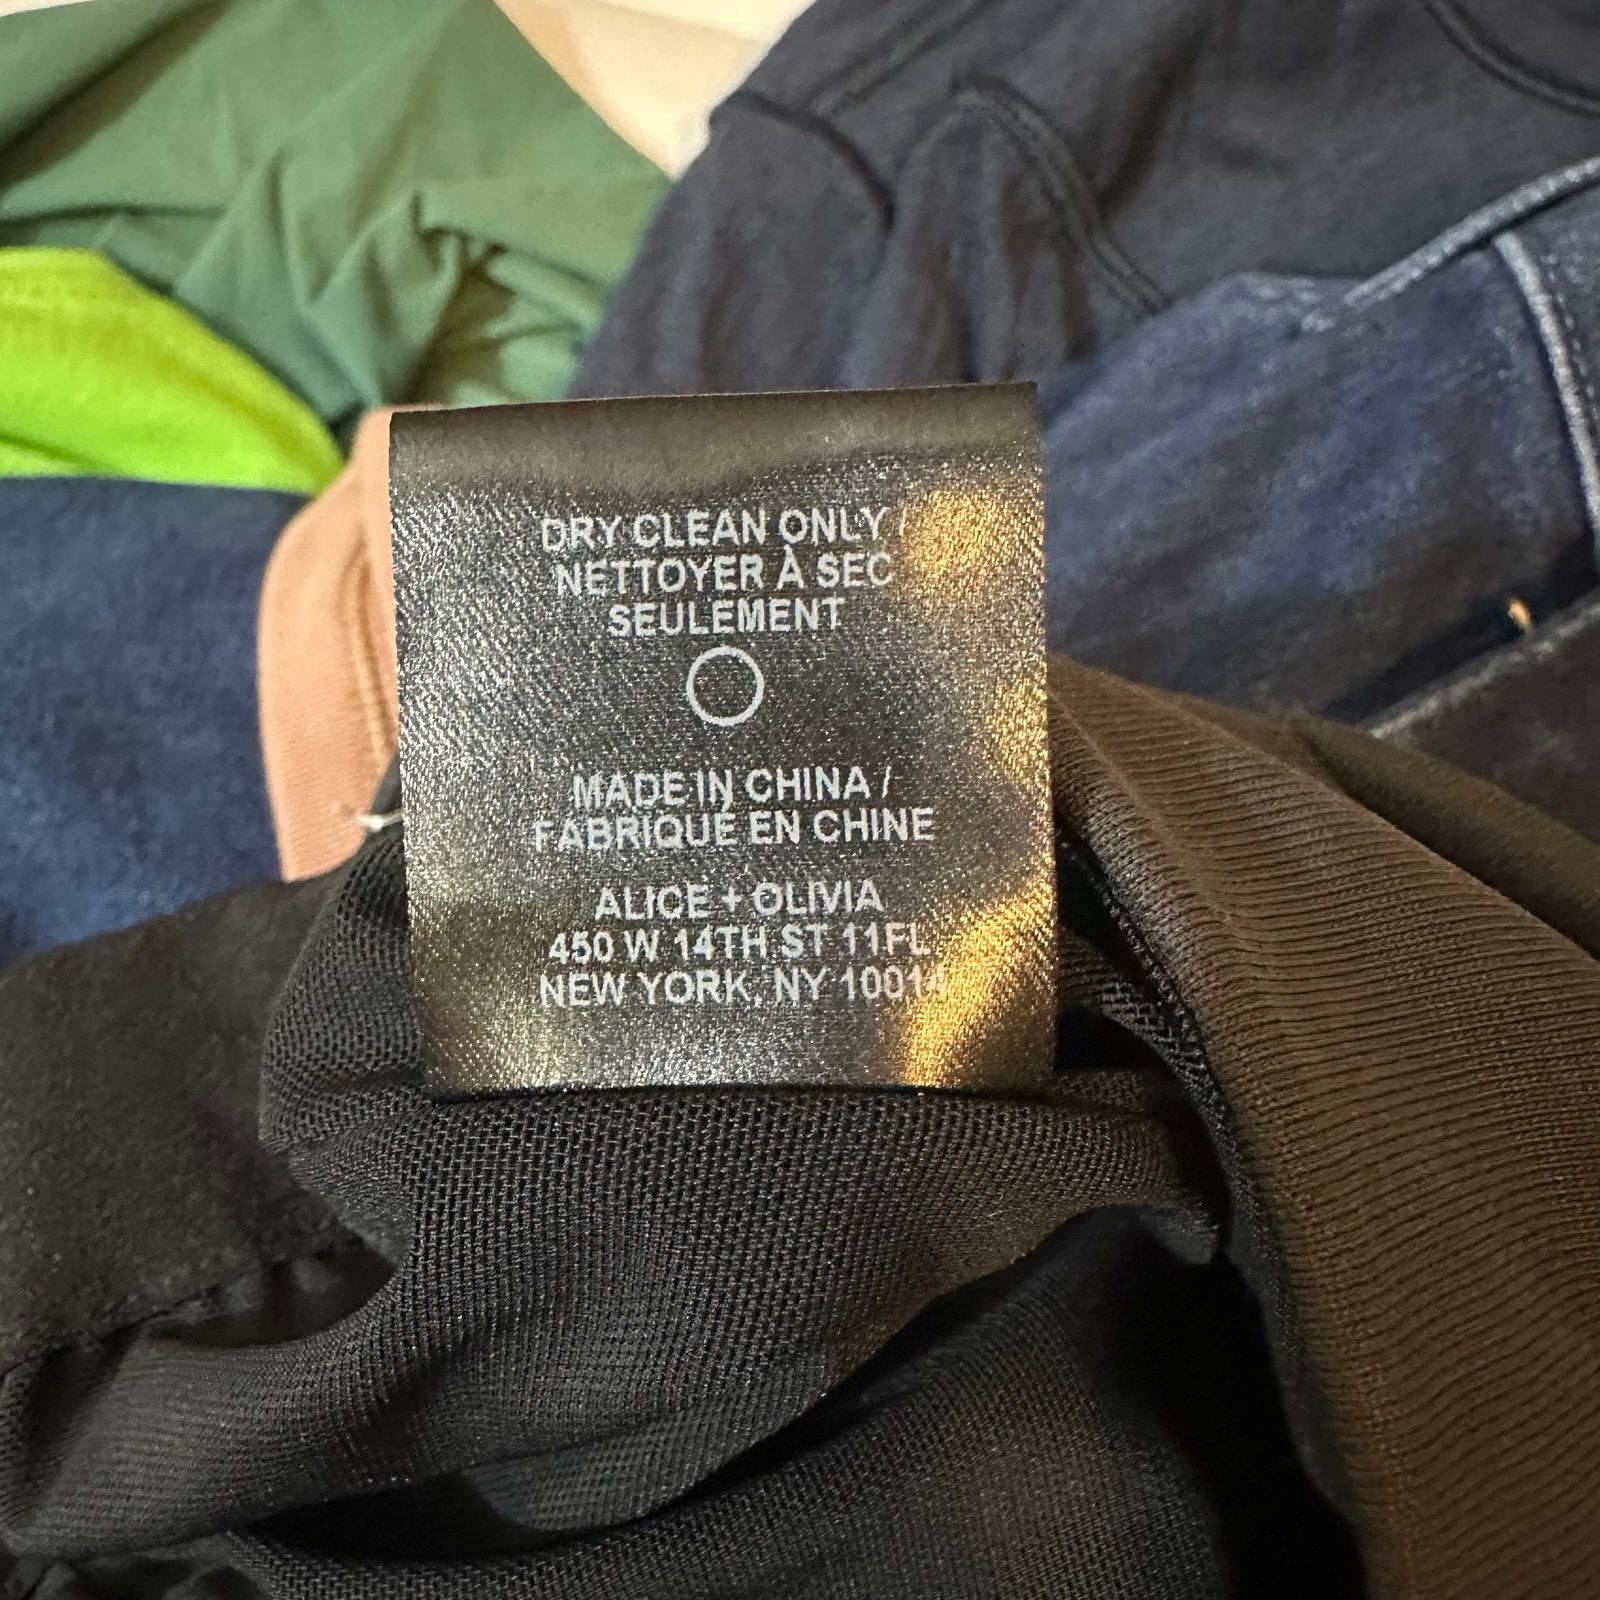 DRY CLEAN ONLY /
NETTOYER À SEC
SEULEMENT
MADE IN CHINA /
FABRIQUÉ EN CHINE
ALICE + OLIVIA
450 W 14TH ST 11FL
NEW YORK, NY 10014